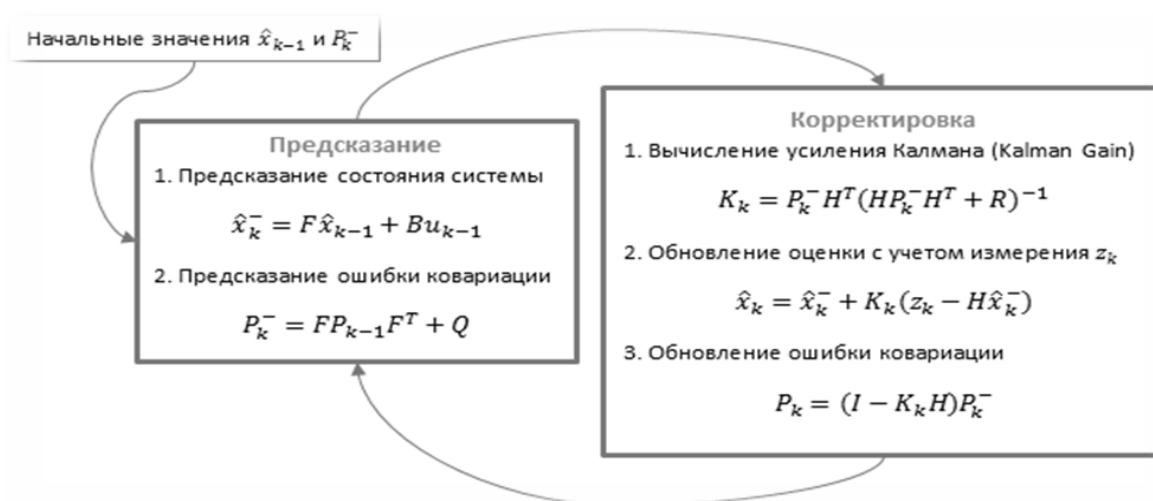 Начальные значения x̂ₖ₋₁ и Pₖ⁻
Предсказание
1. Предсказание состояния системы
x̂ₖ⁻ = Fx̂ₖ₋₁ + Buₖ₋₁
2. Предсказание ошибки ковариации
Pₖ⁻ = FPₖ₋₁Fᵀ + Q
Корректировка
1. Вычисление усиления Калмана (Kalman Gain)
Kₖ = Pₖ⁻Hᵀ(HPₖ⁻Hᵀ + R)⁻¹
2. Обновление оценки с учетом измерения zₖ
x̂ₖ = x̂ₖ⁻ + Kₖ(zₖ − Hx̂ₖ⁻)
3. Обновление ошибки ковариации
Pₖ = (I − KₖH)Pₖ⁻